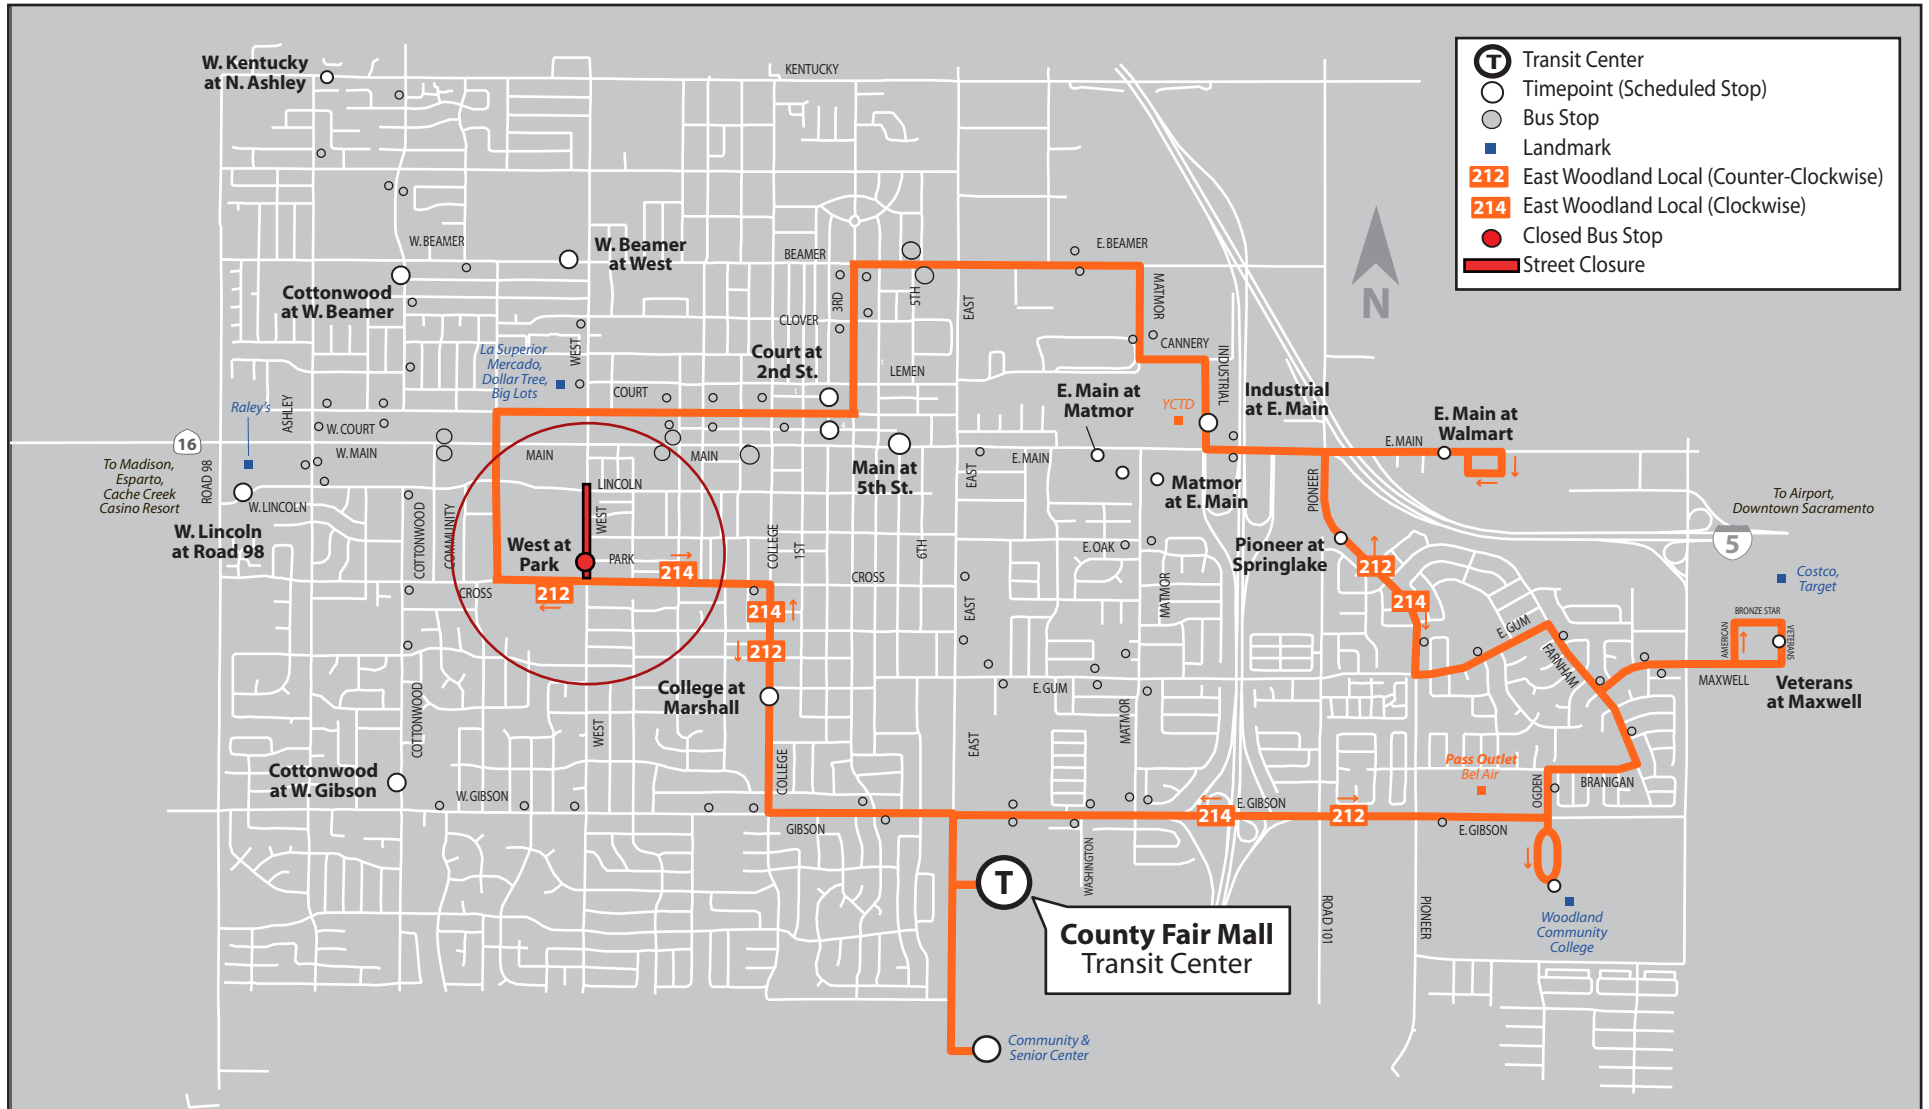 W. Kentucky
at N. Ashley
KENTUCKY
T
Transit Center
Timepoint (Scheduled Stop)
Bus Stop
Landmark
212
East Woodland Local (Counter-Clockwise)
214
East Woodland Local (Clockwise)
Closed Bus Stop
Street Closure
N
W. BEAMER
W. Beamer
at West
BEAMER
E. BEAMER
Cottonwood
at W. Beamer
3RD
5TH
EAST
MATMOR
CLOVER
CANNERY
INDUSTRIAL
La Superior
Mercado,
Dollar Tree,
Big Lots
WEST
Court at
2nd St.
LEMEN
COURT
E. Main at
Matmor
YCTD
Industrial
at E. Main
E. Main at
Walmart
Raley's
ASHLEY
W. COURT
16
W. MAIN
MAIN
MAIN
Main at
5th St.
E. MAIN
E. MAIN
To Madison,
Esparto,
Cache Creek
Casino Resort
ROAD 98
W. LINCOLN
LINCOLN
EAST
Matmor
at E. Main
PIONEER
To Airport,
Downtown Sacramento
5
W. Lincoln
at Road 98
COTTONWOOD
COMMUNITY
WEST
West at
Park
PARK
COLLEGE
1ST
6TH
E. OAK
Pioneer at
Springlake
212
Costco,
Target
214
CROSS
212
CROSS
214
EAST
MATMOR
214
E. GUM
BRONZE STAR
AMERICAN
VETERANS
212
FARNHAM
College at
Marshall
E. GUM
MAXWELL
Veterans
at Maxwell
COTTONWOOD
WEST
MATMOR
EAST
COLLEGE
Cottonwood
at W. Gibson
W. GIBSON
Pass Outlet
Bel Air
OGDEN
BRANIGAN
E. GIBSON
GIBSON
214
212
E. GIBSON
WASHINGTON
T
County Fair Mall
Transit Center
ROAD 101
PIONEER
Woodland
Community
College
Community &
Senior Center